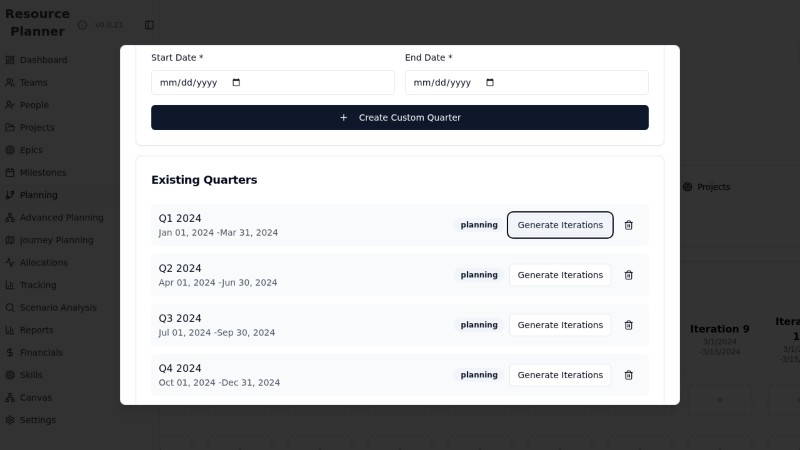 Resource
Planner
v0.0.21
Dashboard
Teams
People
Projects
Epics
Milestones
Planning
Advanced Planning
Journey Planning
Allocations
Tracking
Scenario Analysis
Reports
Financials
Skills
Canvas
Settings
Start Date *
End Date *
mm/dd/yyyy
mm/dd/yyyy
+ Create Custom Quarter
Existing Quarters
Q1 2024
Jan 01, 2024 -Mar 31, 2024
planning
Generate Iterations
Q2 2024
Apr 01, 2024 -Jun 30, 2024
planning
Generate Iterations
Q3 2024
Jul 01, 2024 -Sep 30, 2024
planning
Generate Iterations
Q4 2024
Oct 01, 2024 -Dec 31, 2024
planning
Generate Iterations
Projects
Iteration 9
3/1/2024
-3/15/2024